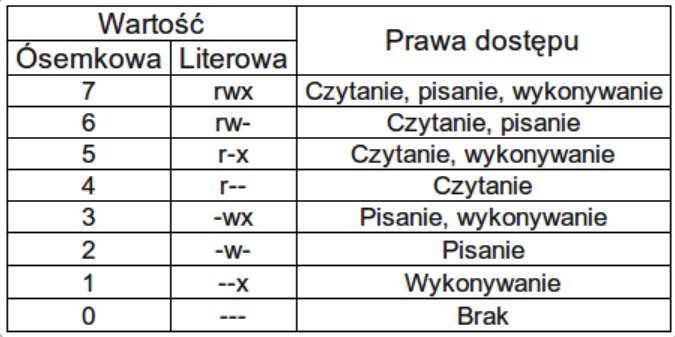 Wartość
Prawa dostępu
Ósemkowa Literowa
7 rwx Czytanie, pisanie, wykonywanie
6 rw- Czytanie, pisanie
5 r-x Czytanie, wykonywanie
4 r-- Czytanie
3 -wx Pisanie, wykonywanie
2 -w- Pisanie
1 --x Wykonywanie
0 --- Brak